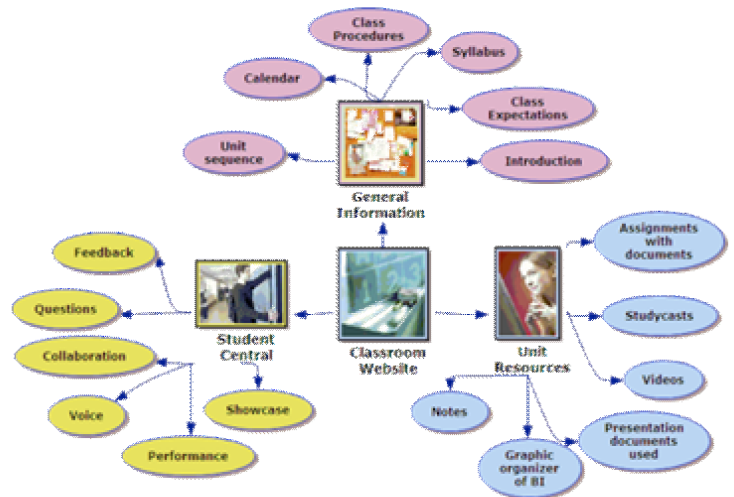 Class
Procedures
Syllabus
Calendar
Class
Expectations
Unit
sequence
Introduction
General
Information
Assignments
with
documents
Feedback
Questions
Studycasts
Student
Central
Classroom
Website
Unit
Resources
Collaboration
Videos
Voice
Showcase
Notes
Performance
Presentation
documents
used
Graphic
organizer
of BI